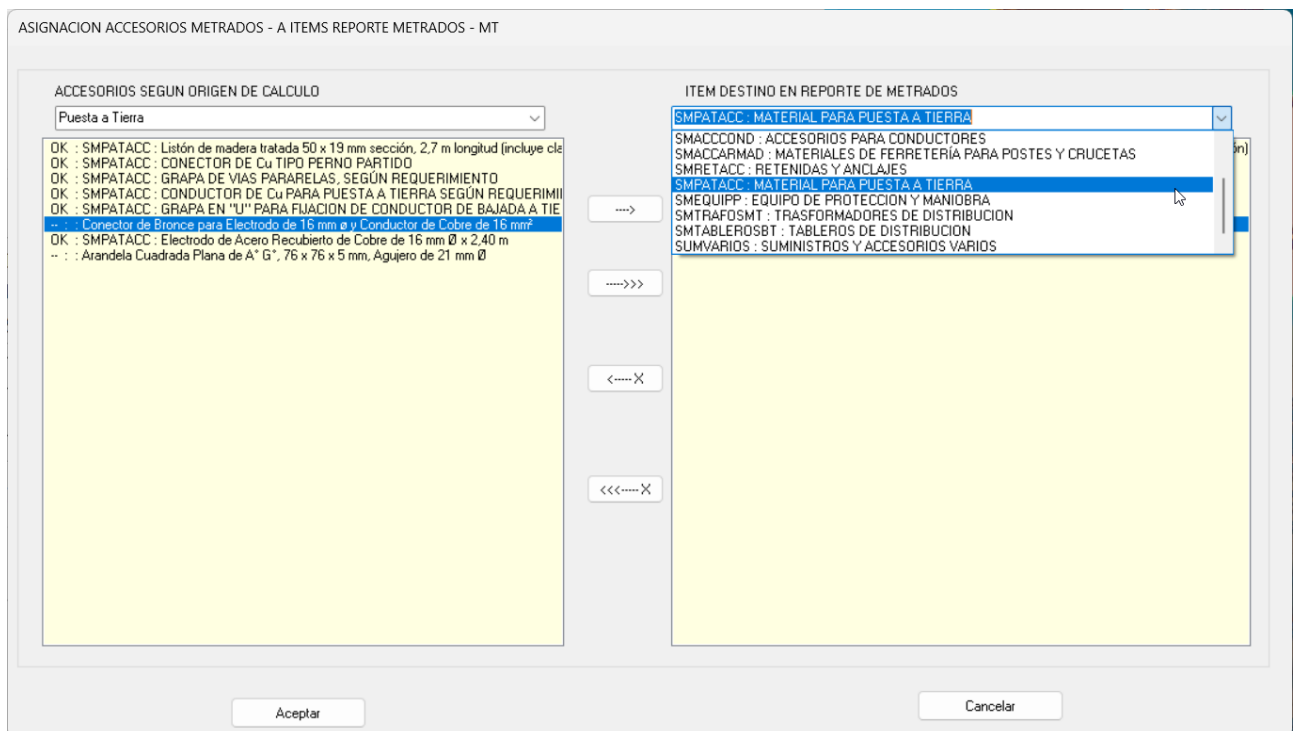 ASIGNACION ACCESORIOS METRADOS - A ITEMS REPORTE METRADOS - MT
ACCESORIOS SEGUN ORIGEN DE CALCULO
Puesta a Tierra
OK : SMPATACC : Listón de madera tratada 50 x 19 mm sección, 2,7 m longitud (incluye cla
OK : SMPATACC : CONECTOR DE Cu TIPO PERNO PARTIDO
OK : SMPATACC : GRAPA DE VIAS PARARELAS, SEGÚN REQUERIMIENTO
OK : SMPATACC : CONDUCTOR DE Cu PARA PUESTA A TIERRA SEGÚN REQUERIMII
OK : SMPATACC : GRAPA EN "U" PARA FIJACION DE CONDUCTOR DE BAJADA A TIE
-- : : Conector de Bronce para Electrodo de 16 mm ø y Conductor de Cobre de 16 mm²
OK : SMPATACC : Electrodo de Acero Recubierto de Cobre de 16 mm Ø x 2,40 m
-- : : Arandela Cuadrada Plana de A° G°, 76 x 76 x 5 mm, Agujero de 21 mm Ø
---->
----->>>
<----- X
<<<----- X
ITEM DESTINO EN REPORTE DE METRADOS
SMPATACC : MATERIAL PARA PUESTA A TIERRA
SMACCCOND : ACCESORIOS PARA CONDUCTORES
SMACCARMAD : MATERIALES DE FERRETERÍA PARA POSTES Y CRUCETAS
SMRETACC : RETENIDAS Y ANCLAJES
SMPATACC : MATERIAL PARA PUESTA A TIERRA
SMEQUIPP : EQUIPO DE PROTECCION Y MANIOBRA
SMTRAFOSMT : TRASFORMADORES DE DISTRIBUCION
SMTABLEROSBT : TABLEROS DE DISTRIBUCION
SUMVARIOS : SUMINISTROS Y ACCESORIOS VARIOS
Aceptar
Cancelar